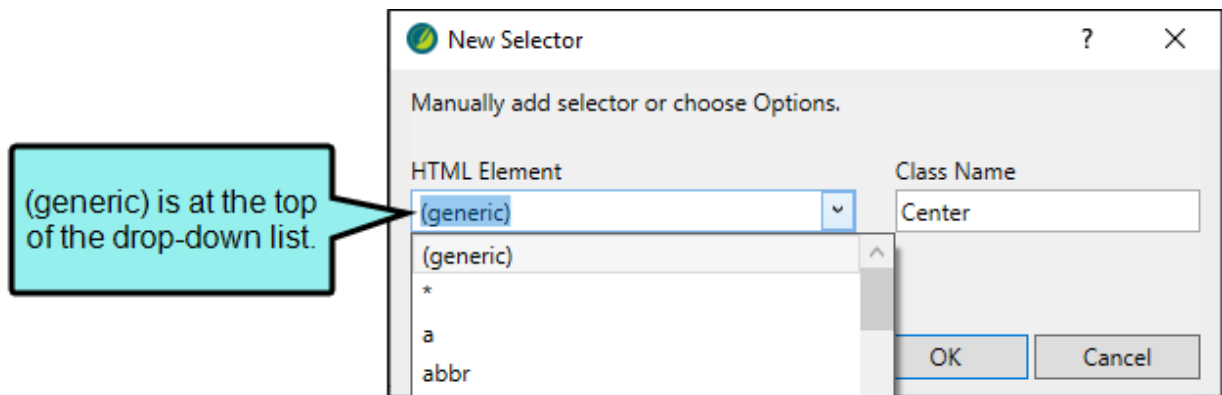 New Selector
?
Manually add selector or choose Options.
(generic) is at the top
of the drop-down list.
HTML Element
Class Name
(generic)
Center
(generic)
*
a
abbr
OK
Cancel